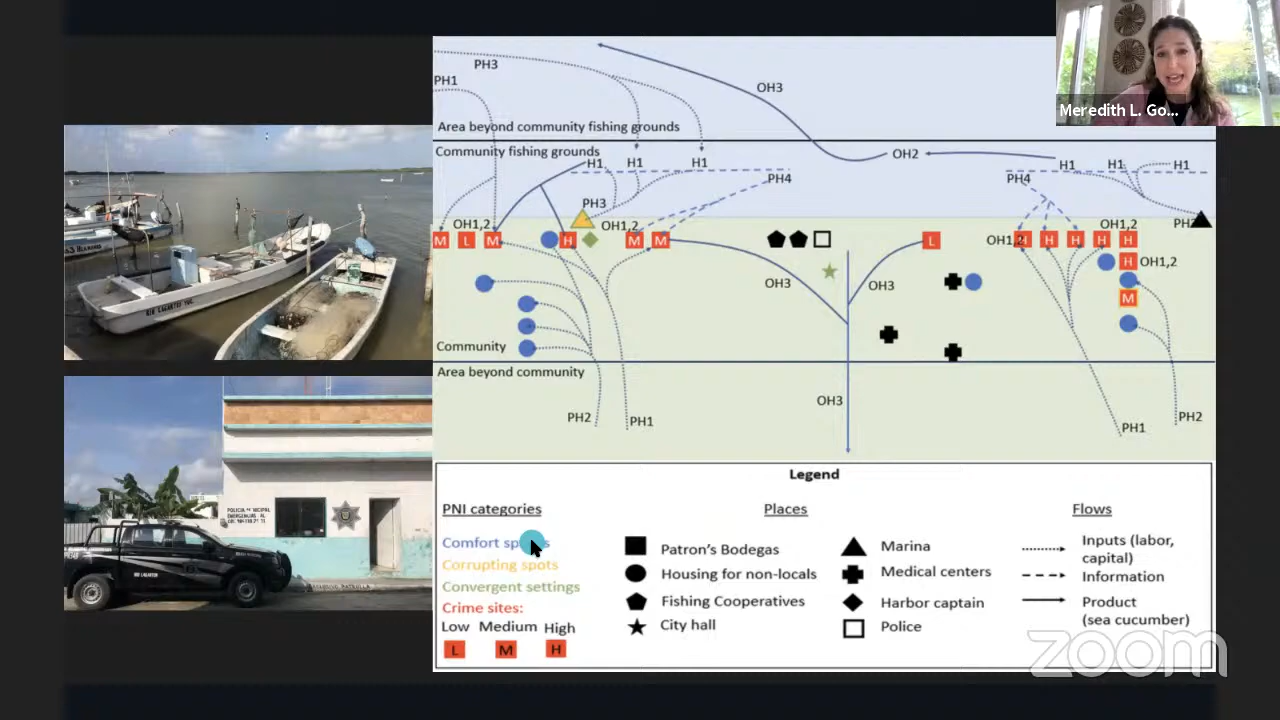 PH3
PH1
OH3
Area beyond community fishing grounds
Community fishing grounds
H1
H1
H1
OH2
H1
H1
H1
PH4
PH4
PH3
OH1,2
OH1,2
OH1,2
M
L
M
H
M
M
L
H
H
H
H
H
OH1,2
M
OH3
OH3
Community
Area beyond community
OH3
PH2
PH1
PH1
PH2
Legend
PNI categories
Places
Flows
Comfort
Corrupting spots
Convergent settings
Crime sites:
Low Medium High
L M H
Patron's Bodegas
Housing for non-locals
Fishing Cooperatives
City hall
Marina
Medical centers
Harbor captain
Police
Inputs (labor,
capital)
Information
Product
(sea cucumber)
Meredith L. Go...
zoom
RIO LAGARTOS YUC.